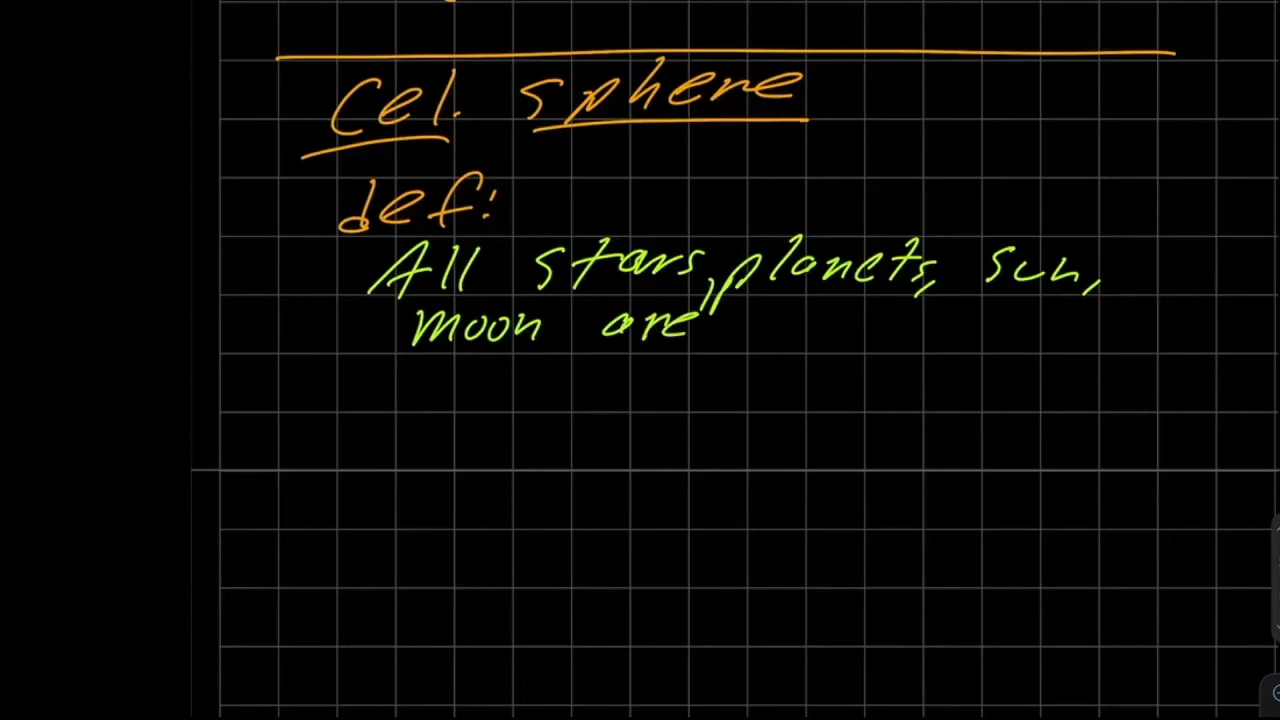 Cel. sphere
def:
All stars, planets, sun,
moon are